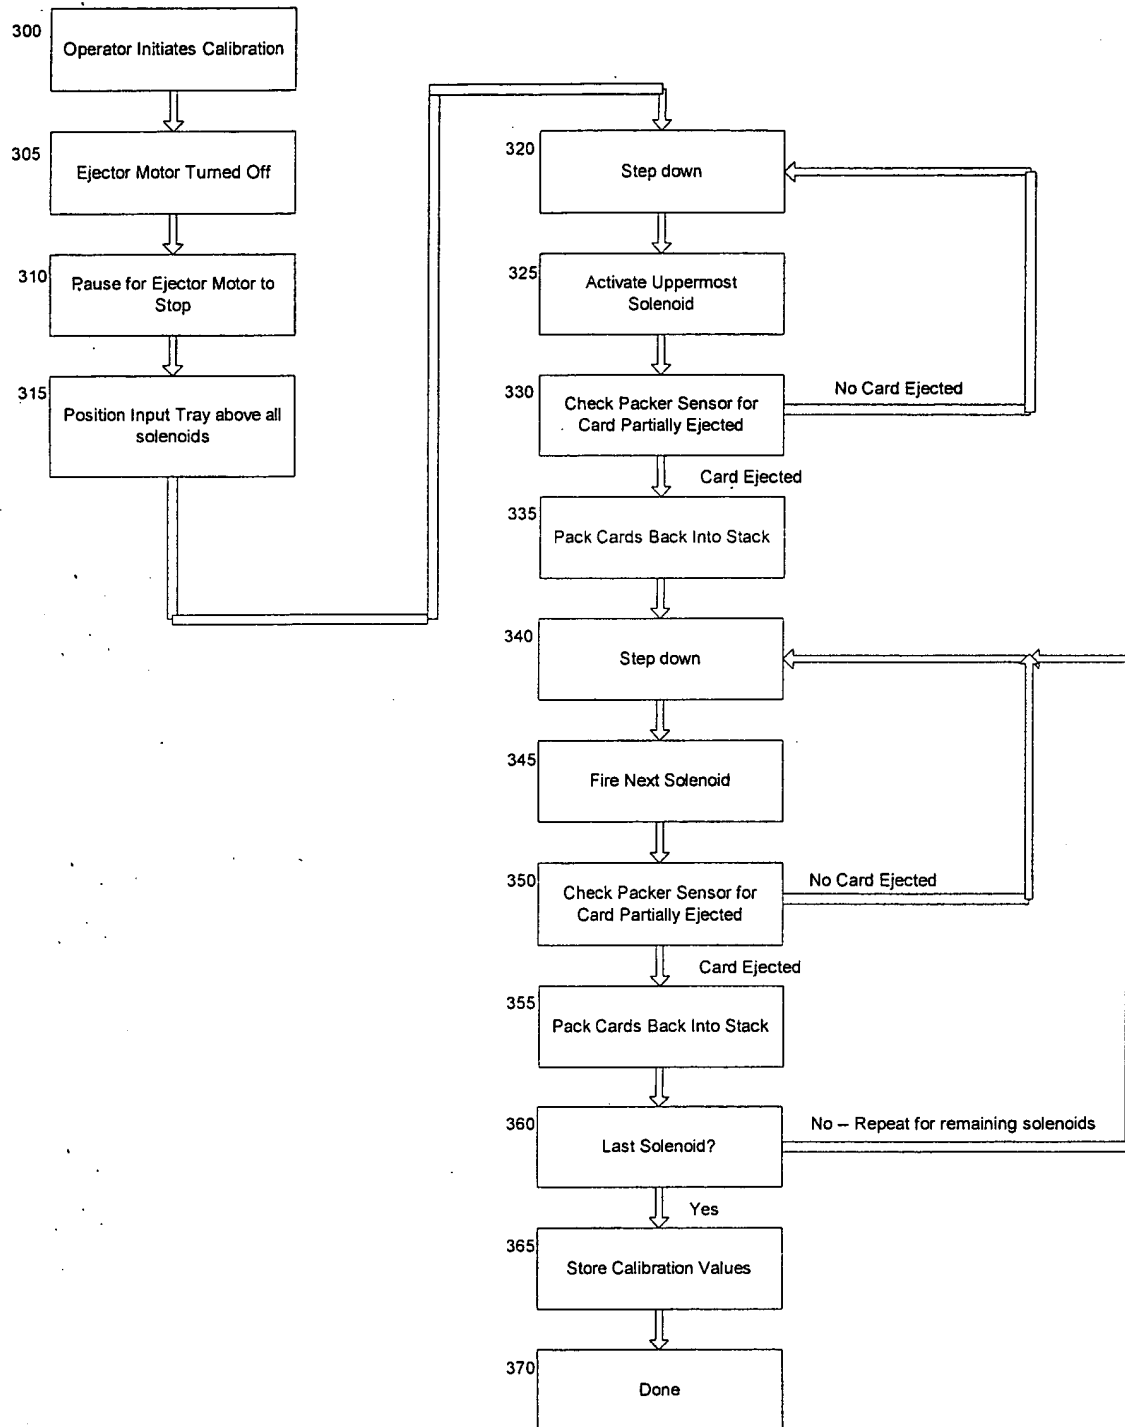 300
Operator Initiates Calibration
305
Ejector Motor Turned Off
310
Pause for Ejector Motor to
Stop
315
Position Input Tray above all
solenoids
320
Step down
325
Activate Uppermost
Solenoid
330
Check Packer Sensor for
Card Partially Ejected
No Card Ejected
Card Ejected
335
Pack Cards Back Into Stack
340
Step down
345
Fire Next Solenoid
350
Check Packer Sensor for
Card Partially Ejected
No Card Ejected
Card Ejected
355
Pack Cards Back Into Stack
360
Last Solenoid?
No – Repeat for remaining solenoids
Yes
365
Store Calibration Values
370
Done